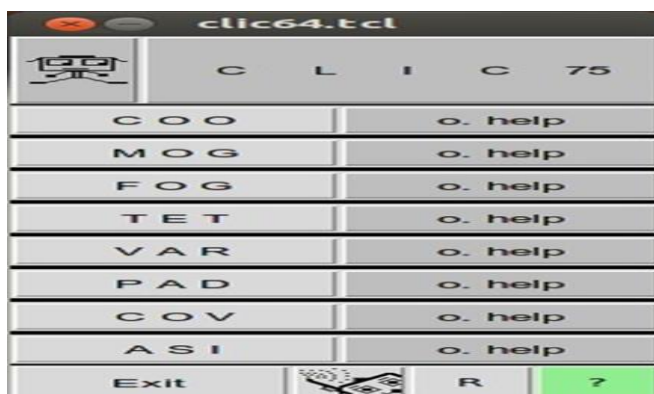 clic64.tcl
C L I C 75
C O O o. help
M O G o. help
F O G o. help
T E T o. help
V A R o. help
P A D o. help
C O V o. help
A S I o. help
Exit R ?